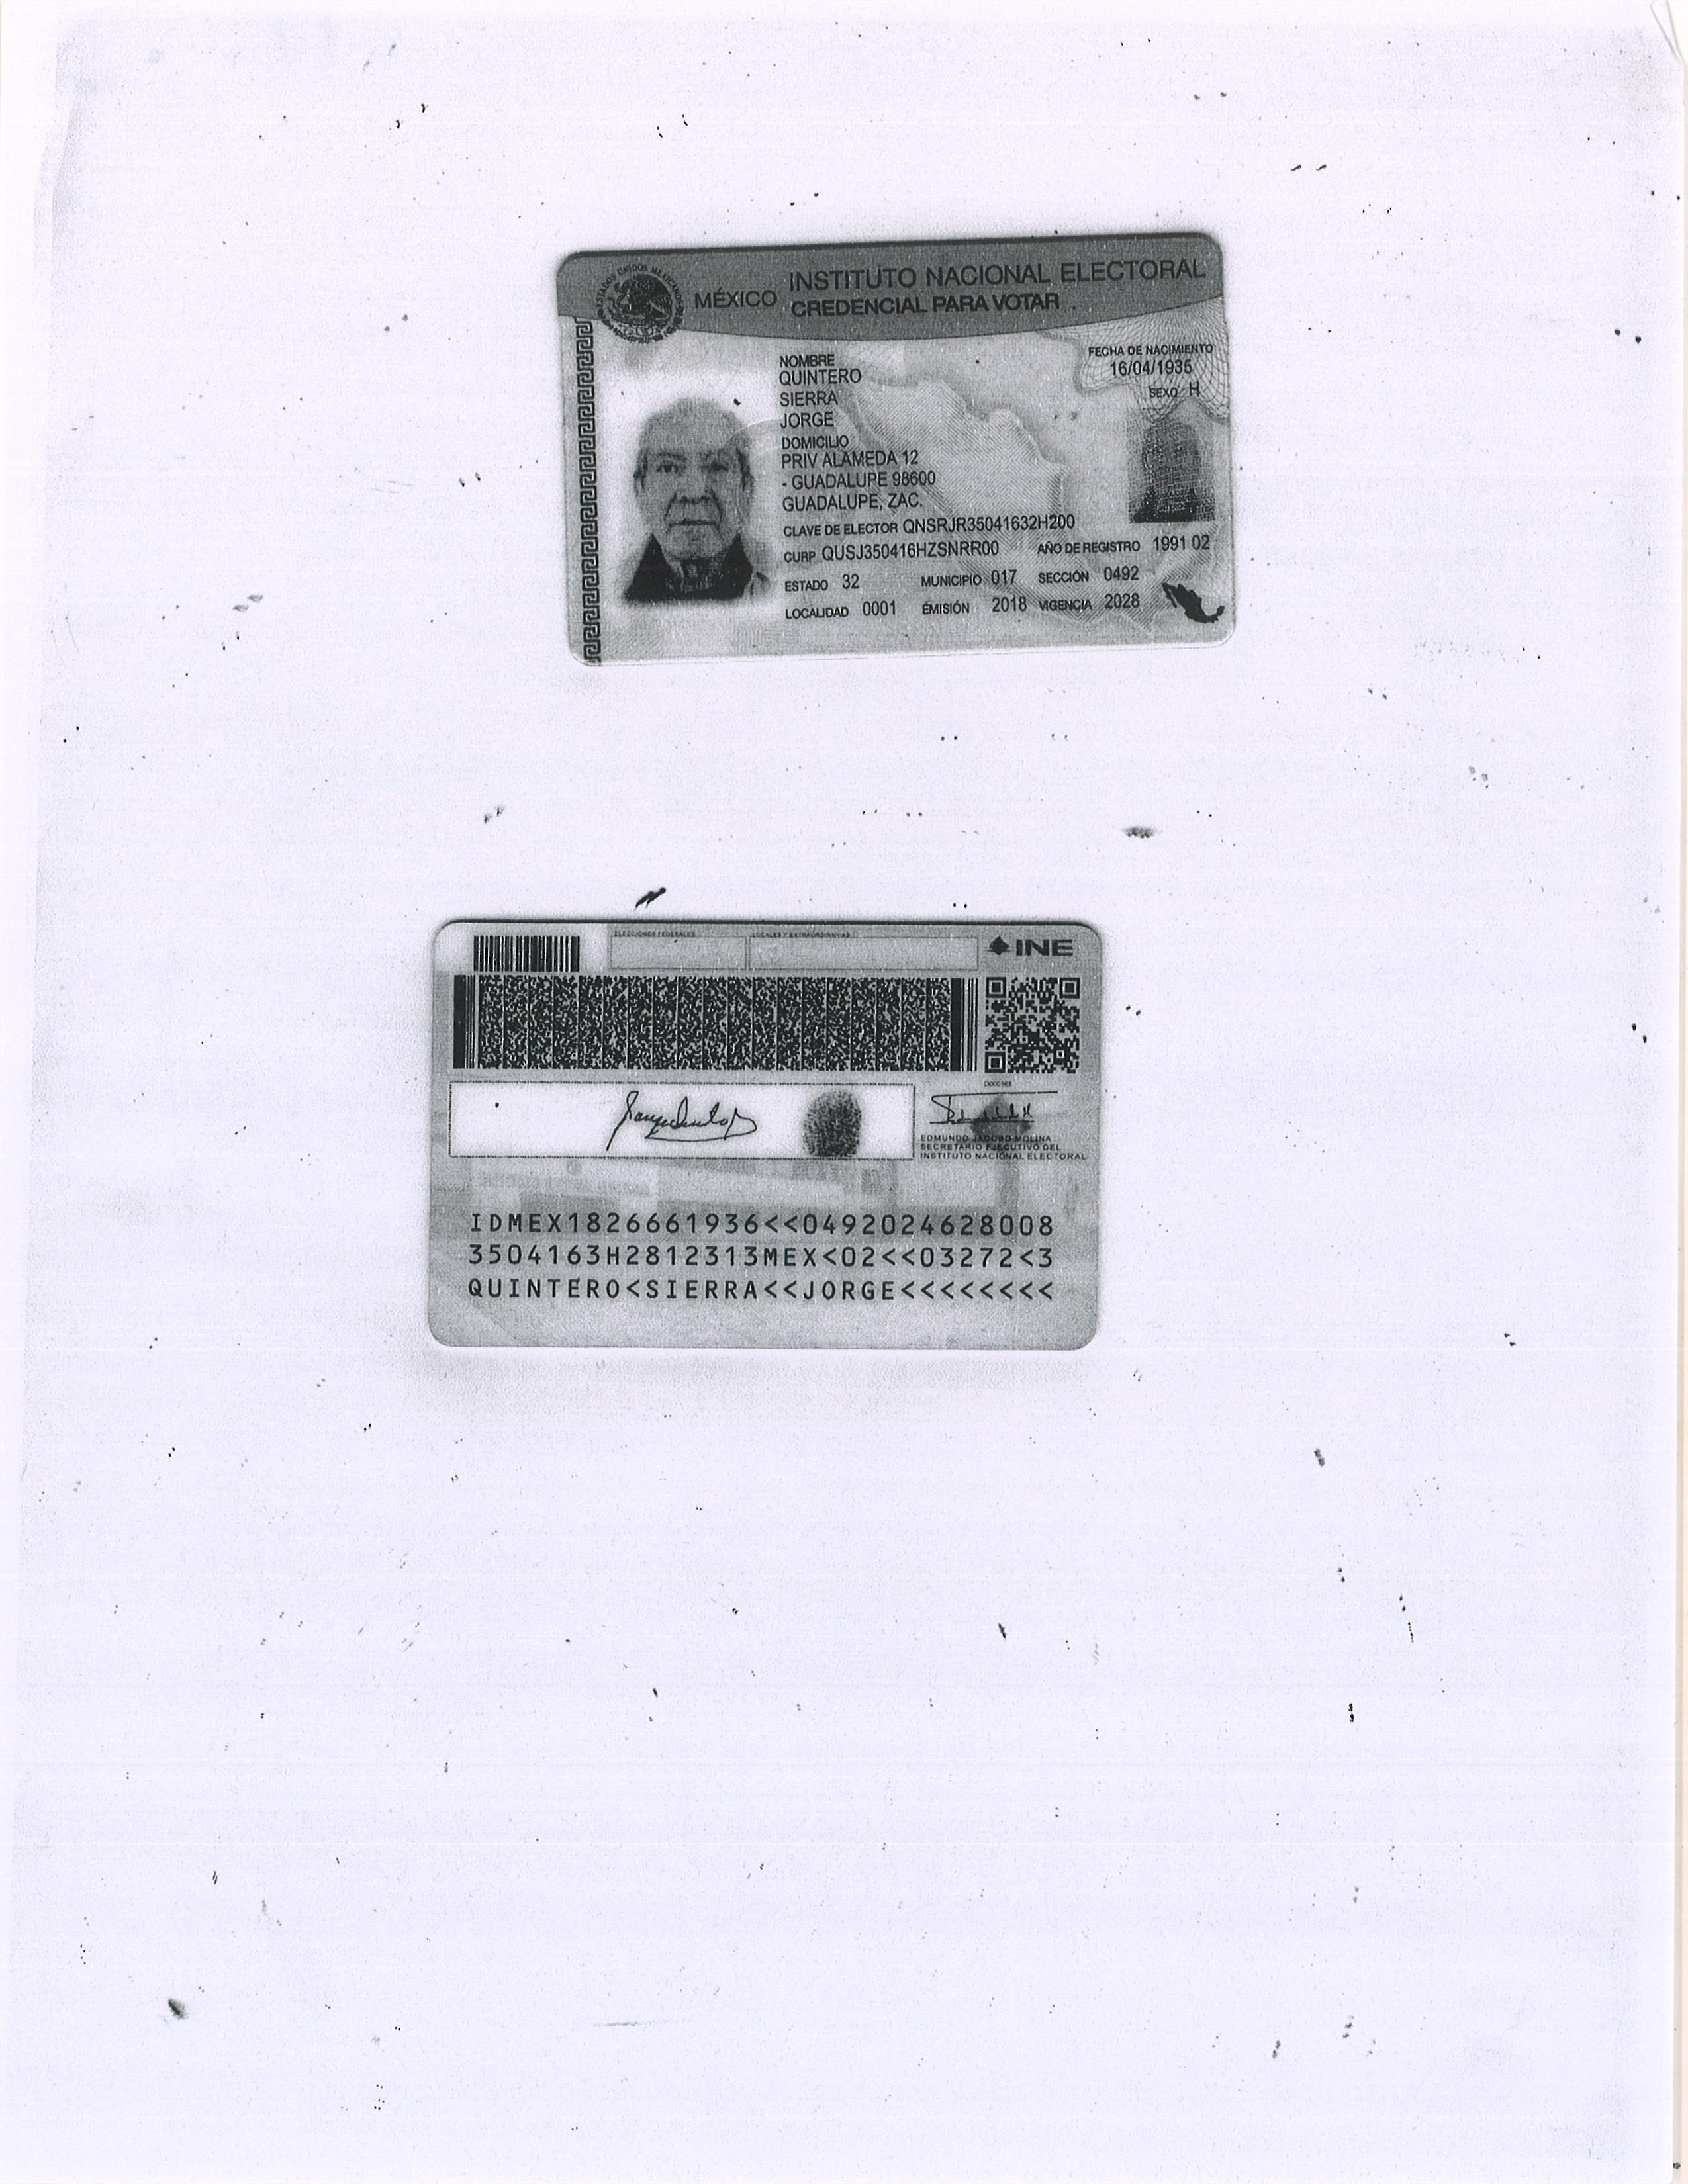 ESTADOS UNIDOS MEXICANOS
MÉXICO INSTITUTO NACIONAL ELECTORAL
CREDENCIAL PARA VOTAR
NOMBRE
QUINTERO
SIERRA
JORGE
FECHA DE NACIMIENTO
16/04/1935
SEXO H
DOMICILIO
PRIV ALAMEDA 12
- GUADALUPE 98600
GUADALUPE, ZAC.
CLAVE DE ELECTOR QNSRJR35041632H200
CURP QUSJ350416HZSNRR00 AÑO DE REGISTRO 1991 02
ESTADO 32 MUNICIPIO 017 SECCIÓN 0492
LOCALIDAD 0001 EMISIÓN 2018 VIGENCIA 2028
ELECCIONES FEDERALES LOCALES Y EXTRAORDINARIAS INE
EDMUNDO JACOBO MOLINA
SECRETARIO EJECUTIVO DEL
INSTITUTO NACIONAL ELECTORAL
IDMEX1826661936<<0492024628008
3504163H2812313MEX<02<<03272<3
QUINTERO<SIERRA<<JORGE<<<<<<<<